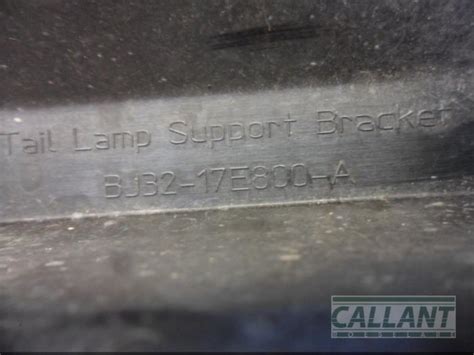 Tail Lamp Support Bracket
BJ32-17E800-A
CALLANT